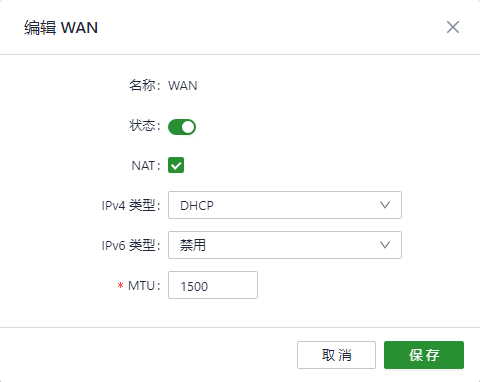 编辑 WAN
名称: WAN
状态:
NAT:
IPv4 类型: DHCP
IPv6 类型: 禁用
* MTU: 1500
取消 保存